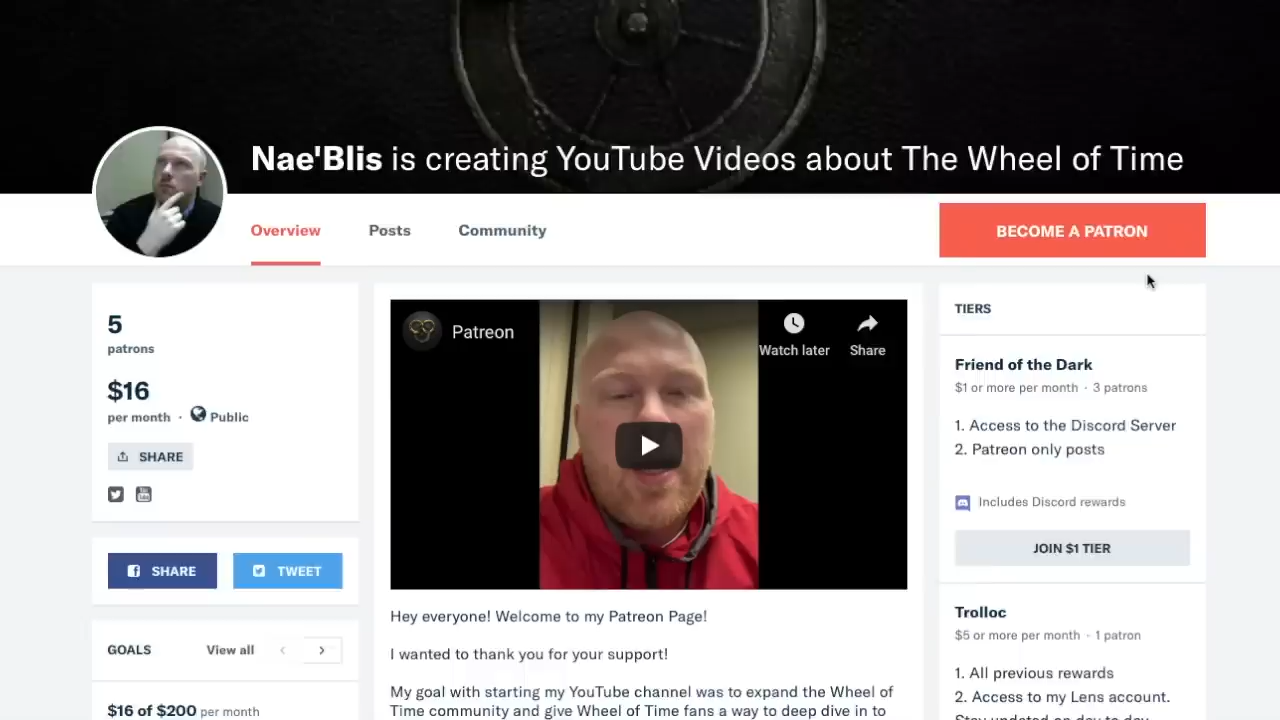 Nae'Blis is creating YouTube Videos about The Wheel of Time
Overview
Posts
Community
BECOME A PATRON
5
patrons
$16
per month · Public
SHARE
SHARE
TWEET
GOALS
View all
$16 of $200 per month
Patreon
Watch later
Share
Hey everyone! Welcome to my Patreon Page!
I wanted to thank you for your support!
My goal with starting my YouTube channel was to expand the Wheel of
Time community and give Wheel of Time fans a way to deep dive in to
TIERS
Friend of the Dark
$1 or more per month · 3 patrons
1. Access to the Discord Server
2. Patreon only posts
Includes Discord rewards
JOIN $1 TIER
Trolloc
$5 or more per month · 1 patron
1. All previous rewards
2. Access to my Lens account.
Stay updated on day to day